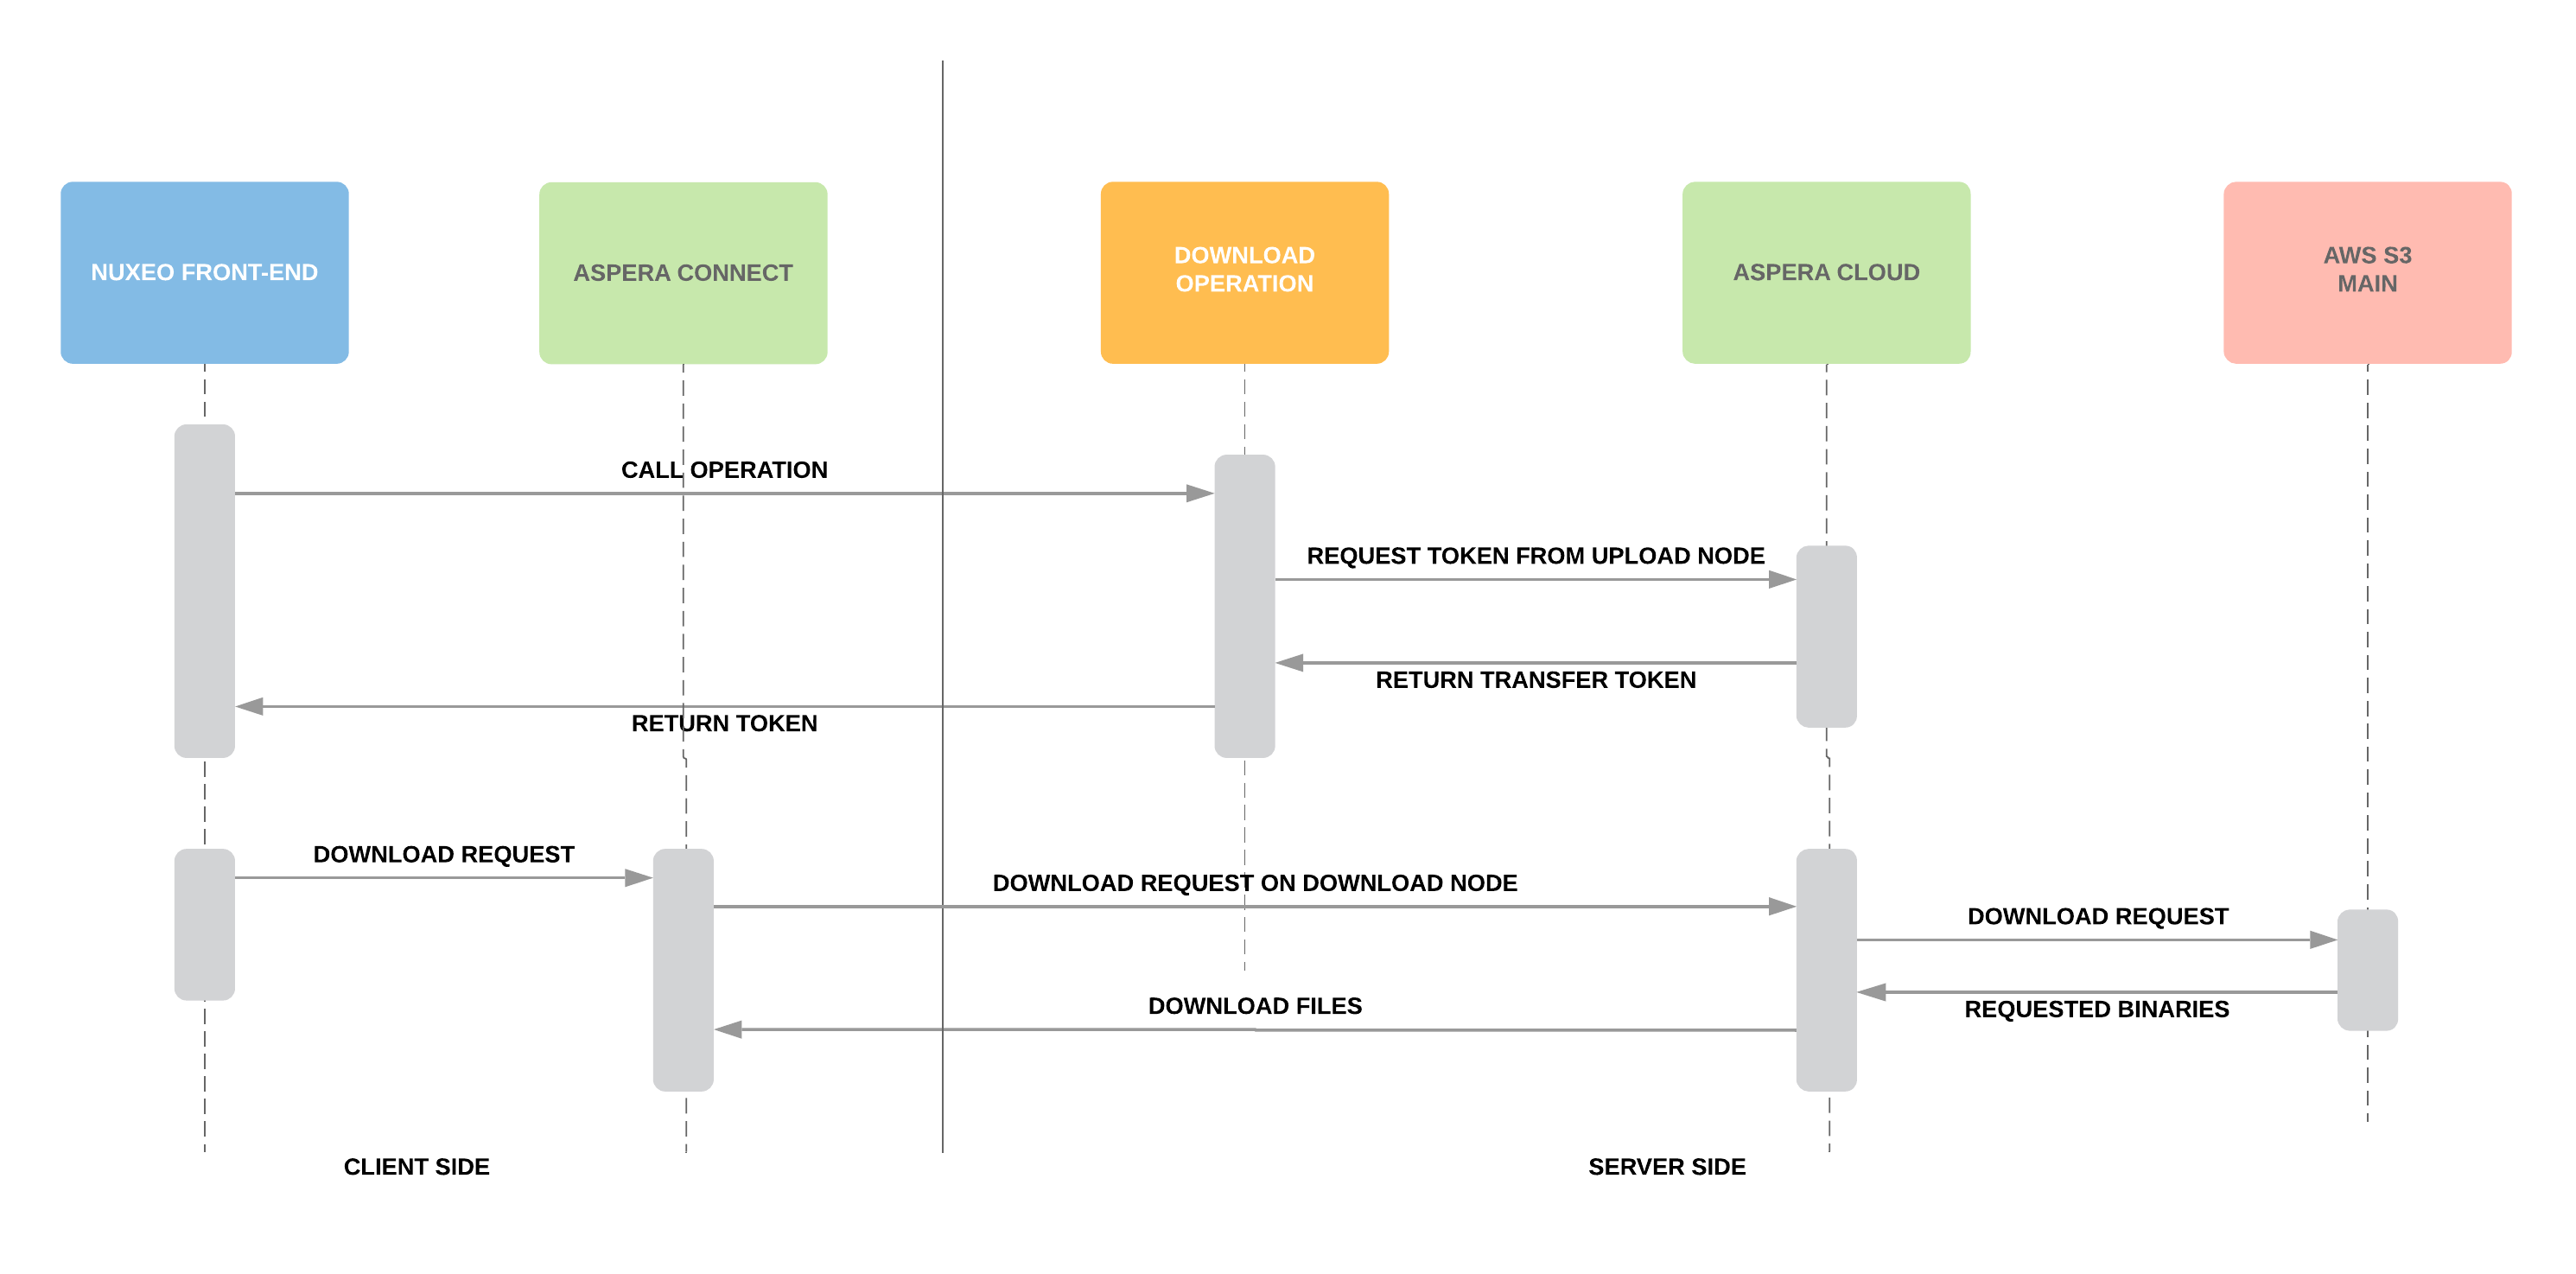 NUXEO FRONT-END
ASPERA CONNECT
DOWNLOAD
OPERATION
ASPERA CLOUD
AWS S3
MAIN
CALL OPERATION
REQUEST TOKEN FROM UPLOAD NODE
RETURN TRANSFER TOKEN
RETURN TOKEN
DOWNLOAD REQUEST
DOWNLOAD REQUEST ON DOWNLOAD NODE
DOWNLOAD REQUEST
REQUESTED BINARIES
DOWNLOAD FILES
CLIENT SIDE
SERVER SIDE